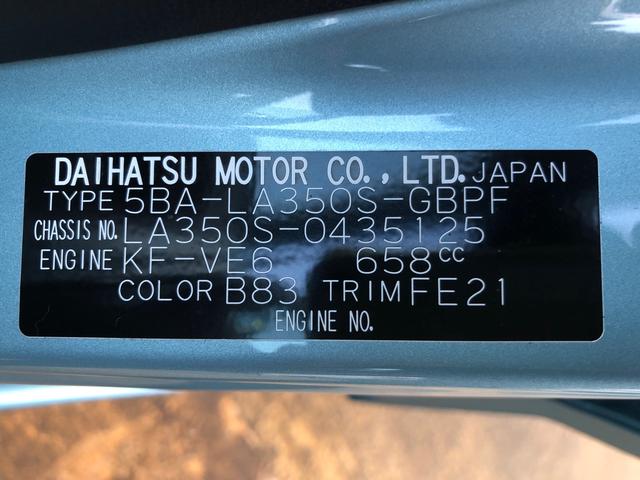 DAIHATSU MOTOR CO., LTD. JAPAN
TYPE 5BA-LA350S-GBPF
CHASSIS NO. LA350S-0435125
ENGINE KF-VE6 658cc
COLOR B83 TRIM FE21
ENGINE NO.